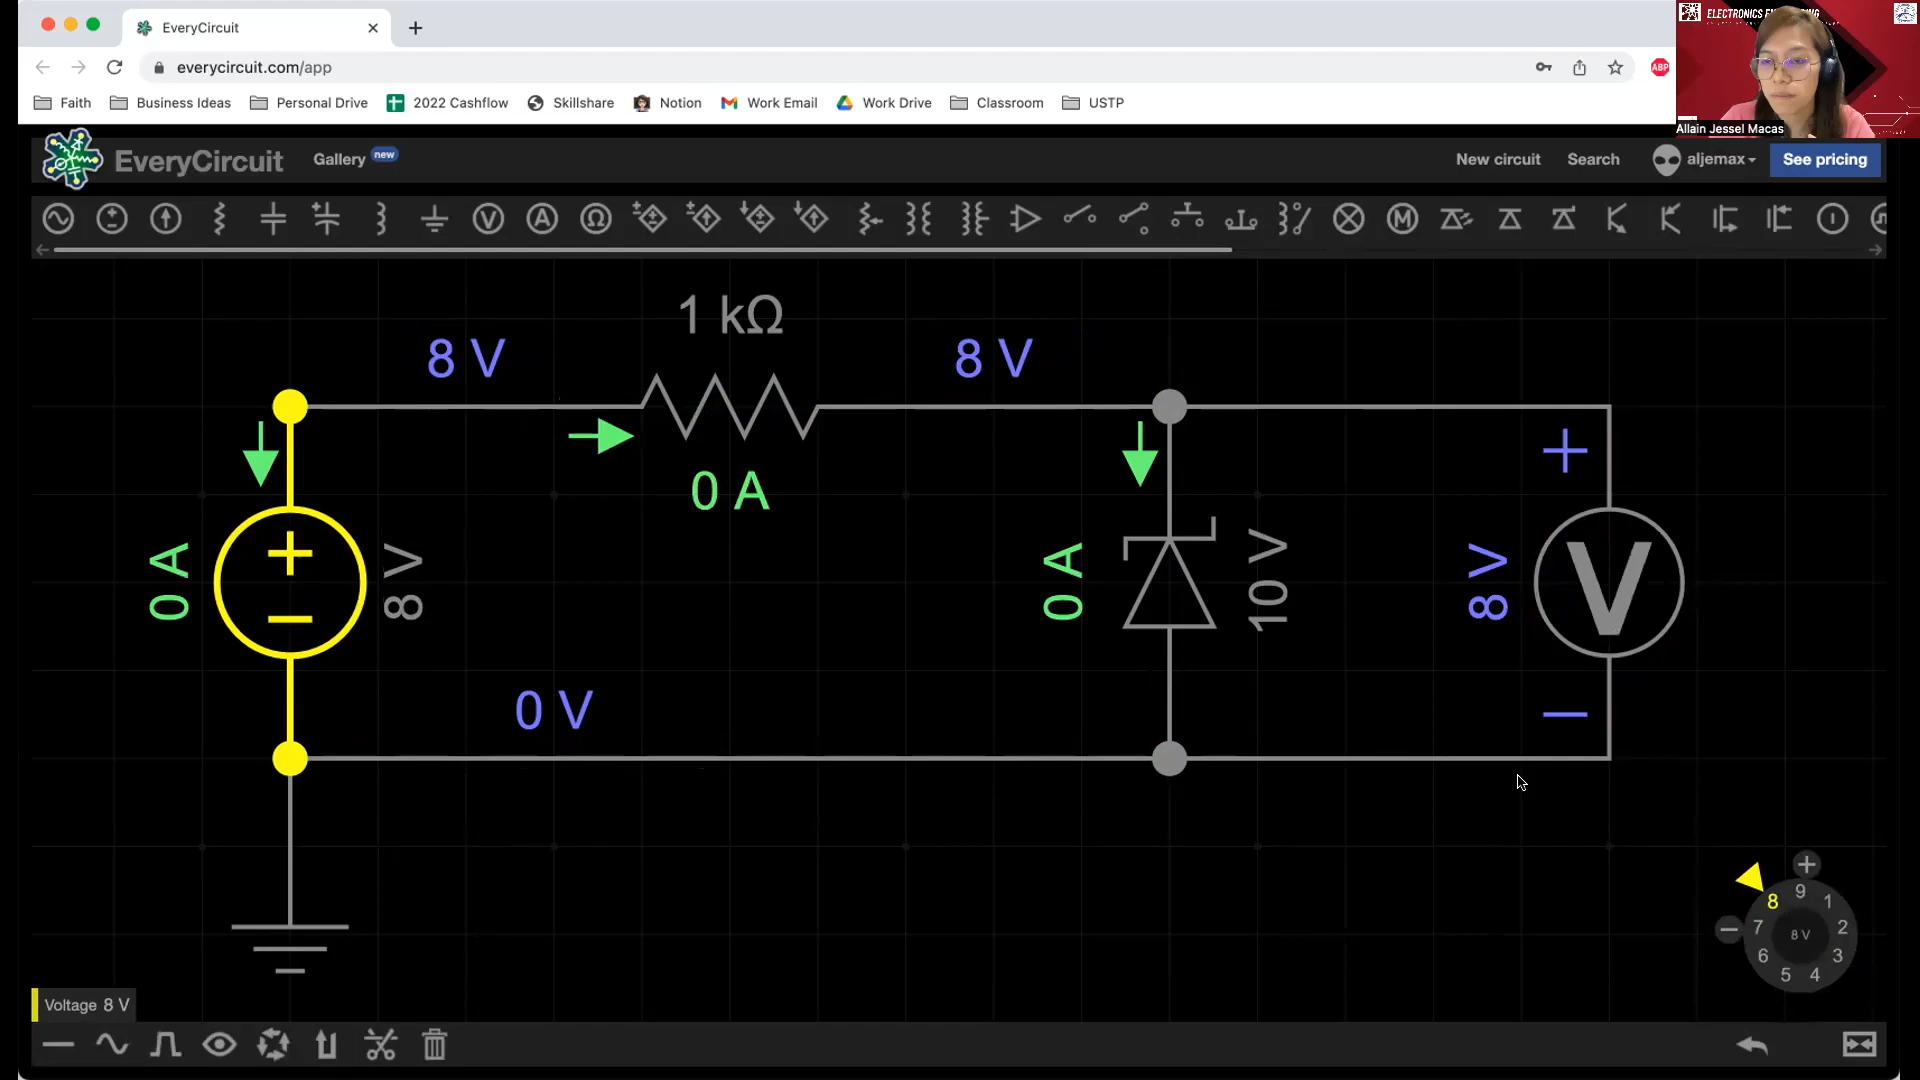 EveryCircuit
everycircuit.com/app
ABP
Faith
Business Ideas
Personal Drive
2022 Cashflow
Skillshare
Notion
Work Email
Work Drive
Classroom
USTP
Allain Jessel Macas
EveryCircuit
Gallery new
New circuit
Search
aljemax
See pricing
V A Ω
M
1 kΩ
8 V
8 V
0 A
0 A
8 V
0 A
10 V
8 V
+
V
0 V
8 9 1
7 8 V 2
6 3
5 4
Voltage 8 V